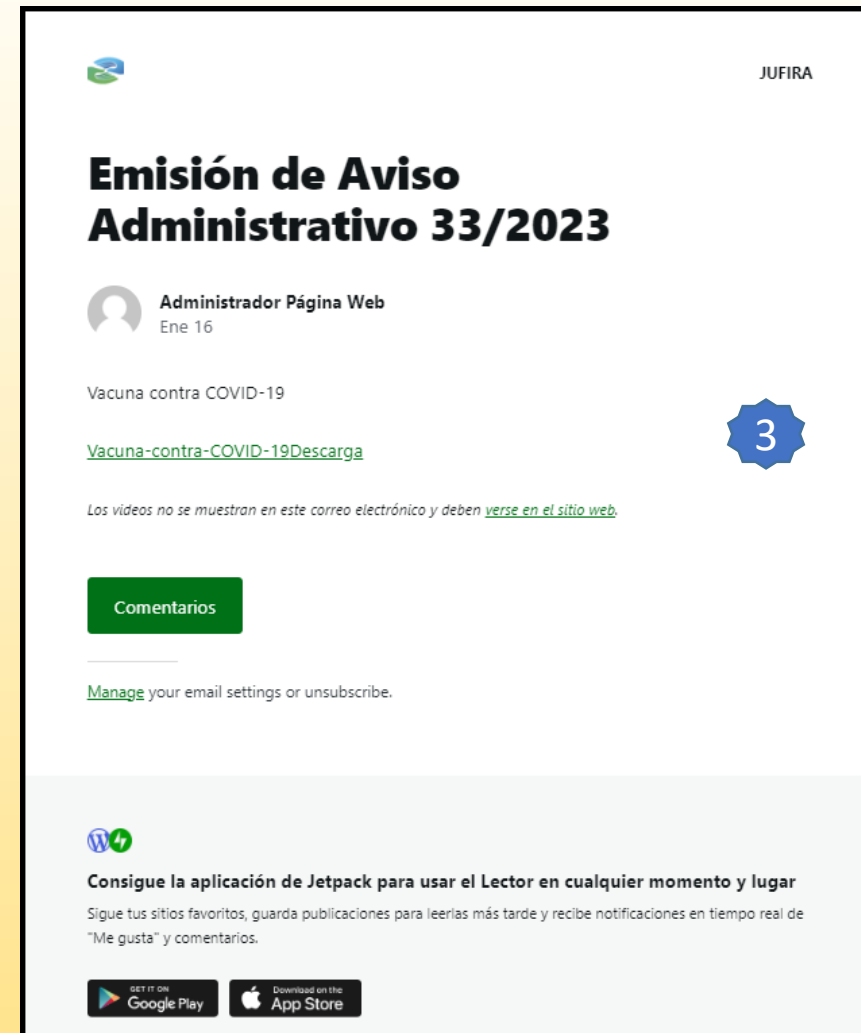 JUFIRA
Emisión de Aviso
Administrativo 33/2023
Administrador Página Web
Ene 16
Vacuna contra COVID-19
3
Vacuna-contra-COVID-19Descarga
Los videos no se muestran en este correo electrónico y deben verse en el sitio web.
Comentarios
Manage your email settings or unsubscribe.
Consigue la aplicación de Jetpack para usar el Lector en cualquier momento y lugar
Sigue tus sitios favoritos, guarda publicaciones para leerlas más tarde y recibe notificaciones en tiempo real de
"Me gusta" y comentarios.
GET IT ON
Google Play
Download on the
App Store